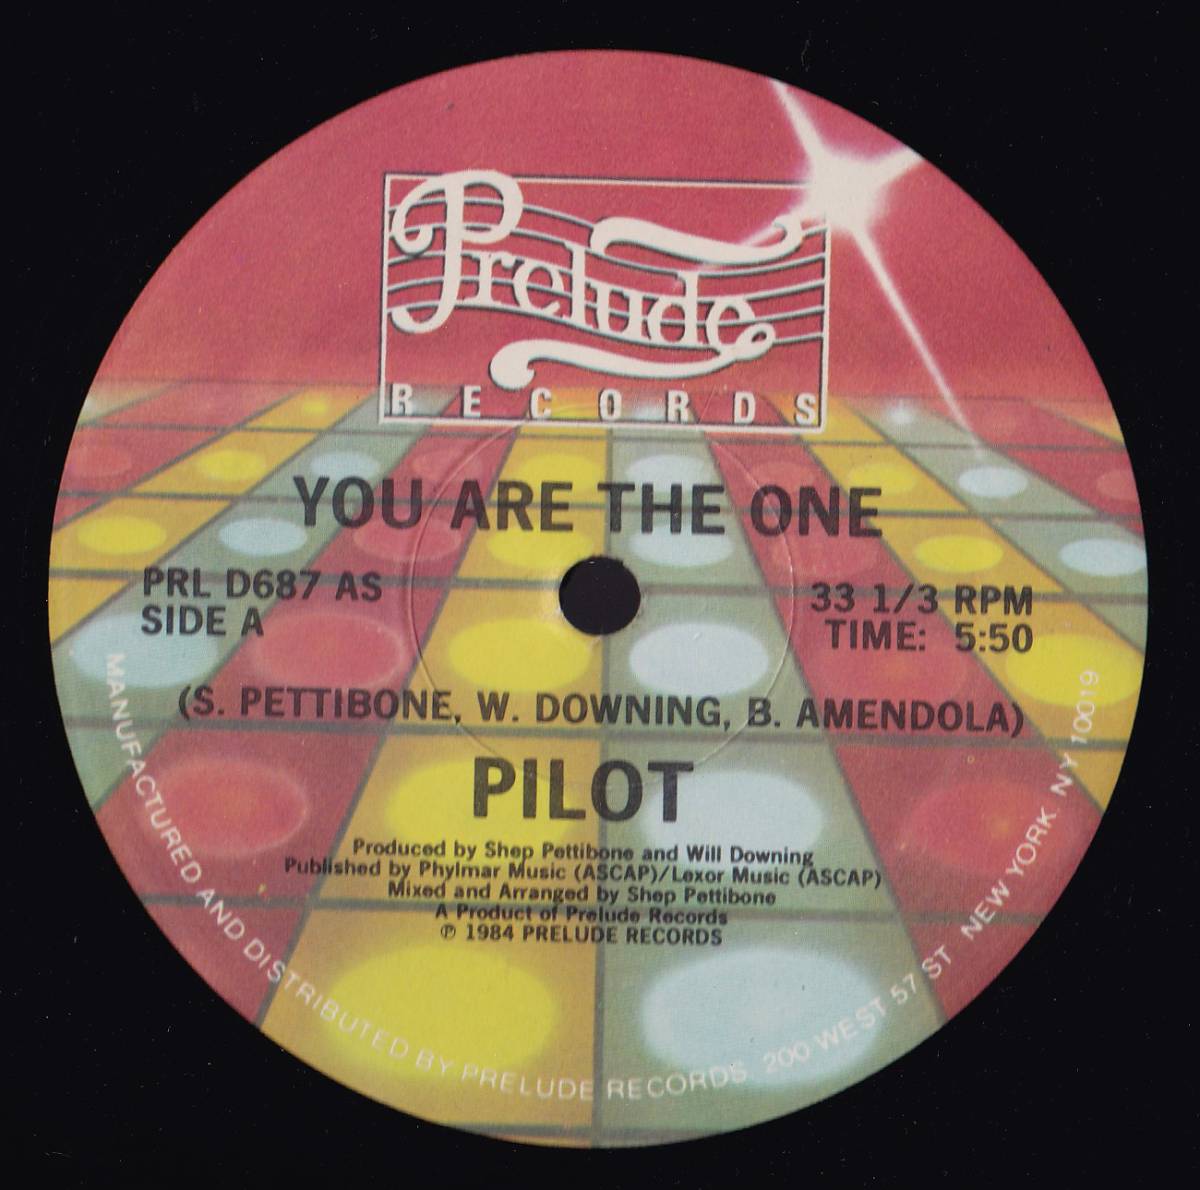 Prelude
RECORDS
YOU ARE THE ONE
PRL D687 AS
SIDE A
33 1/3 RPM
TIME: 5:50
(S. PETTIBONE, W. DOWNING, B. AMENDOLA)
PILOT
Produced by Shep Pettibone and Will Downing
Published by Phylmar Music (ASCAP)/Lexor Music (ASCAP)
Mixed and Arranged by Shep Pettibone
A Product of Prelude Records
℗ 1984 PRELUDE RECORDS
MANUFACTURED AND DISTRIBUTED BY PRELUDE RECORDS 200 WEST 57 ST NEW YORK NY 10019